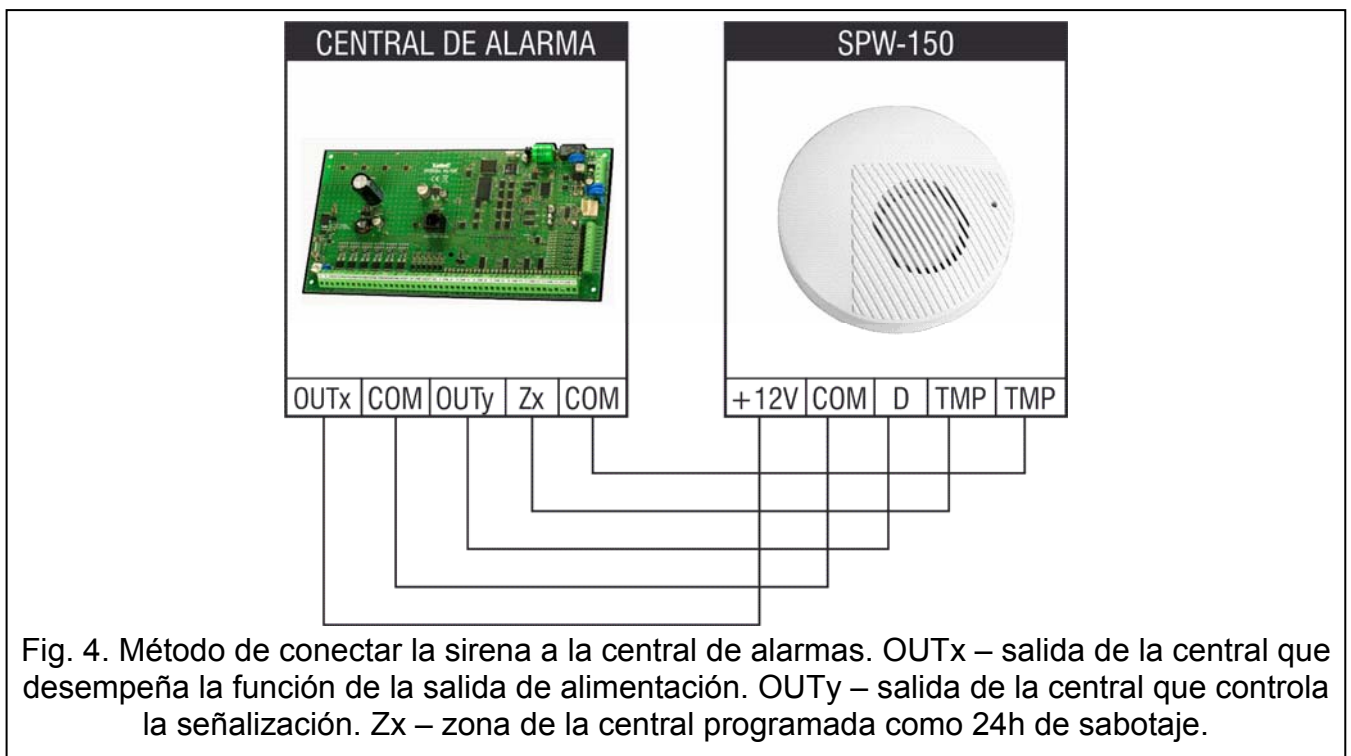 CENTRAL DE ALARMA
SPW-150
OUTx COM OUTy Zx COM
+12V COM D TMP TMP
Fig. 4. Método de conectar la sirena a la central de alarmas. OUTx – salida de la central que
desempeña la función de la salida de alimentación. OUTy – salida de la central que controla
la señalización. Zx – zona de la central programada como 24h de sabotaje.